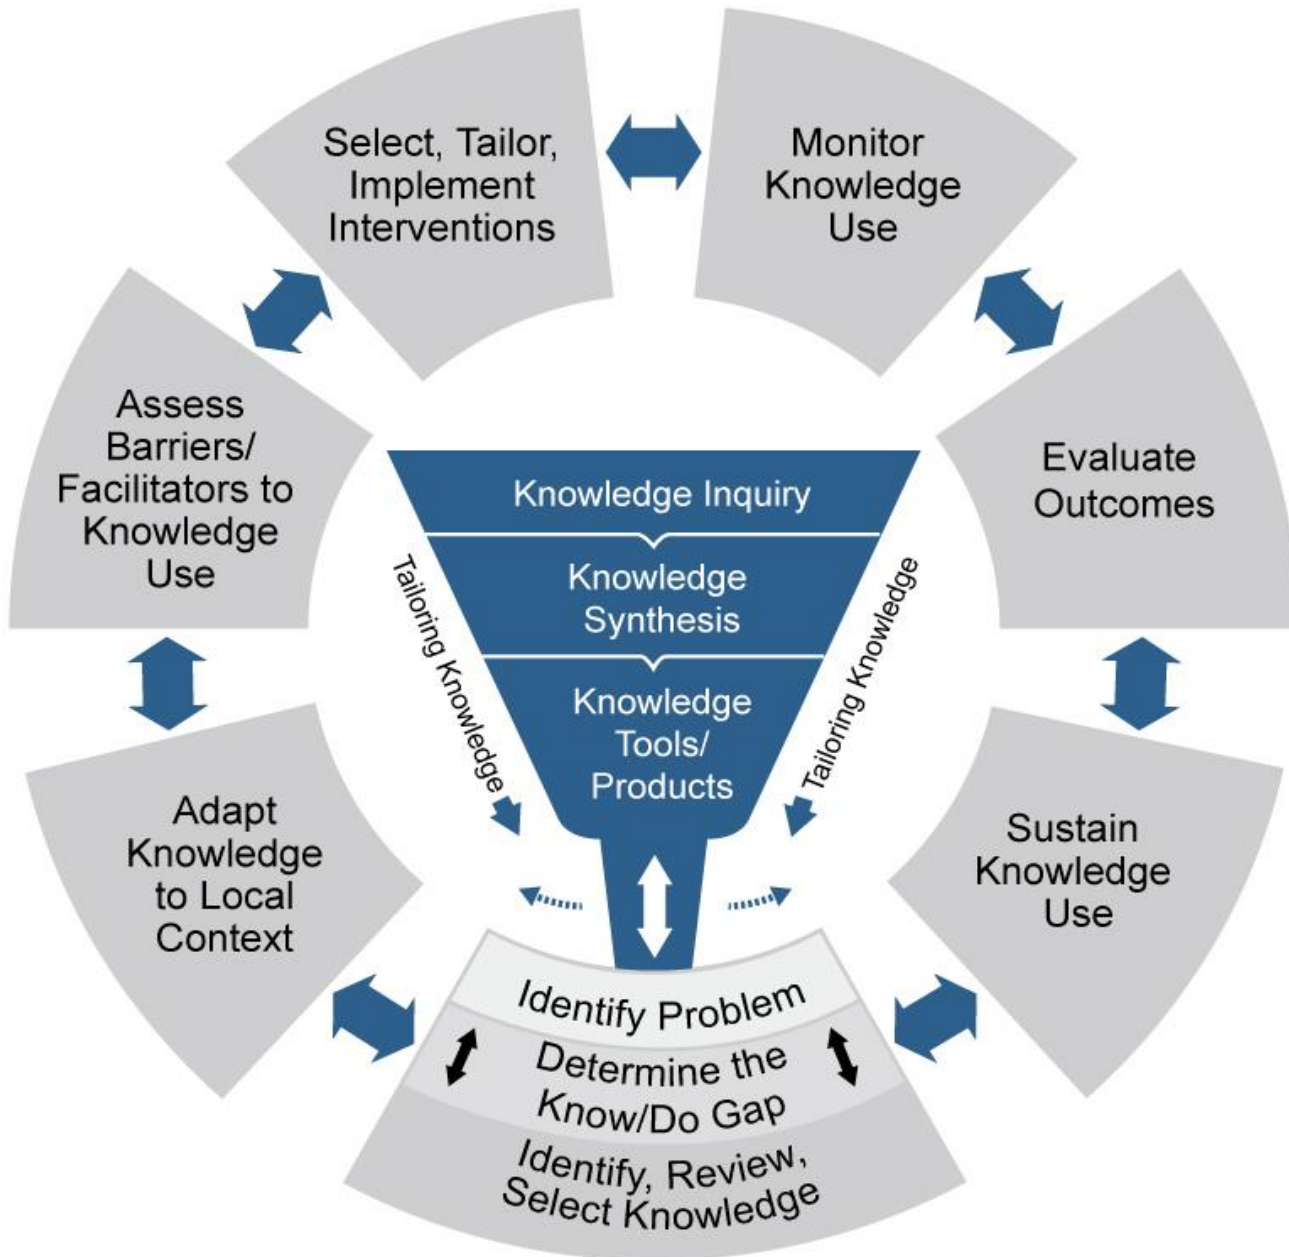 Select, Tailor,
Implement
Interventions
Monitor
Knowledge
Use
Assess
Barriers/
Facilitators to
Knowledge
Use
Evaluate
Outcomes
Knowledge Inquiry
Knowledge
Synthesis
Knowledge
Tools/
Products
Tailoring Knowledge
Tailoring Knowledge
Adapt
Knowledge
to Local
Context
Sustain
Knowledge
Use
Identify Problem
Determine the
Know/Do Gap
Identify, Review,
Select Knowledge